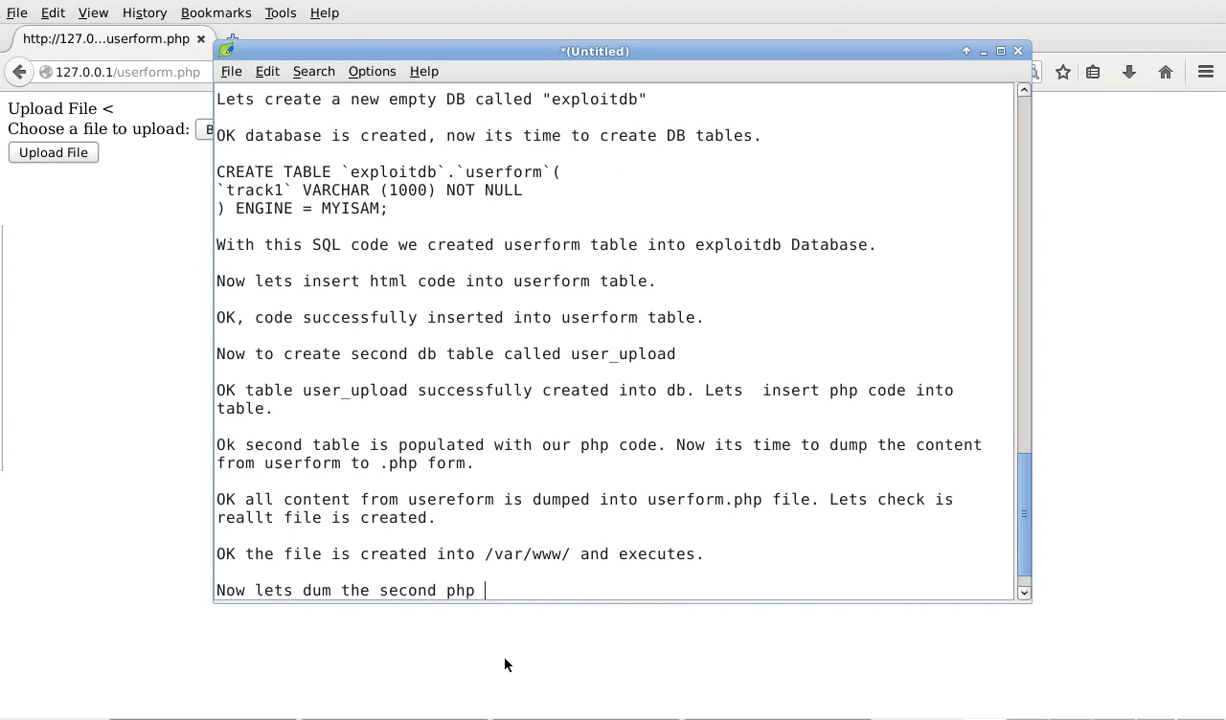 File Edit View History Bookmarks Tools Help
http://127.0...userform.php
*(Untitled)
127.0.0.1/userform.php
File Edit Search Options Help
Upload File <
Choose a file to upload: B
Upload File
Lets create a new empty DB called "exploitdb"
OK database is created, now its time to create DB tables.
CREATE TABLE `exploitdb`.`userform`(
`track1` VARCHAR (1000) NOT NULL
) ENGINE = MYISAM;
With this SQL code we created userform table into exploitdb Database.
Now lets insert html code into userform table.
OK, code successfully inserted into userform table.
Now to create second db table called user_upload
OK table user_upload successfully created into db. Lets  insert php code into
table.
Ok second table is populated with our php code. Now its time to dump the content
from userform to .php form.
OK all content from usereform is dumped into userform.php file. Lets check is
reallt file is created.
OK the file is created into /var/www/ and executes.
Now lets dum the second php